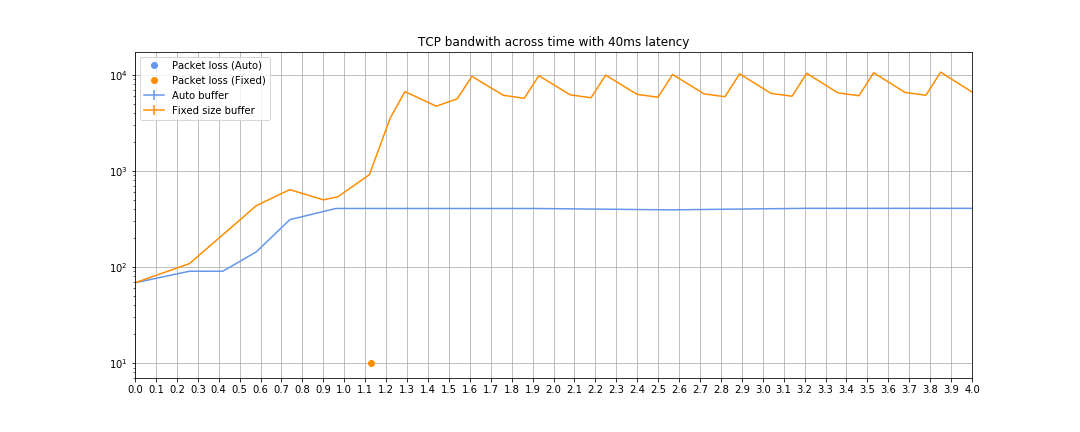 TCP bandwith across time with 40ms latency
Packet loss (Auto)
Packet loss (Fixed)
Auto buffer
Fixed size buffer
10⁴
10³
10²
10¹
0.0 0.1 0.2 0.3 0.4 0.5 0.6 0.7 0.8 0.9 1.0 1.1 1.2 1.3 1.4 1.5 1.6 1.7 1.8 1.9 2.0 2.1 2.2 2.3 2.4 2.5 2.6 2.7 2.8 2.9 3.0 3.1 3.2 3.3 3.4 3.5 3.6 3.7 3.8 3.9 4.0